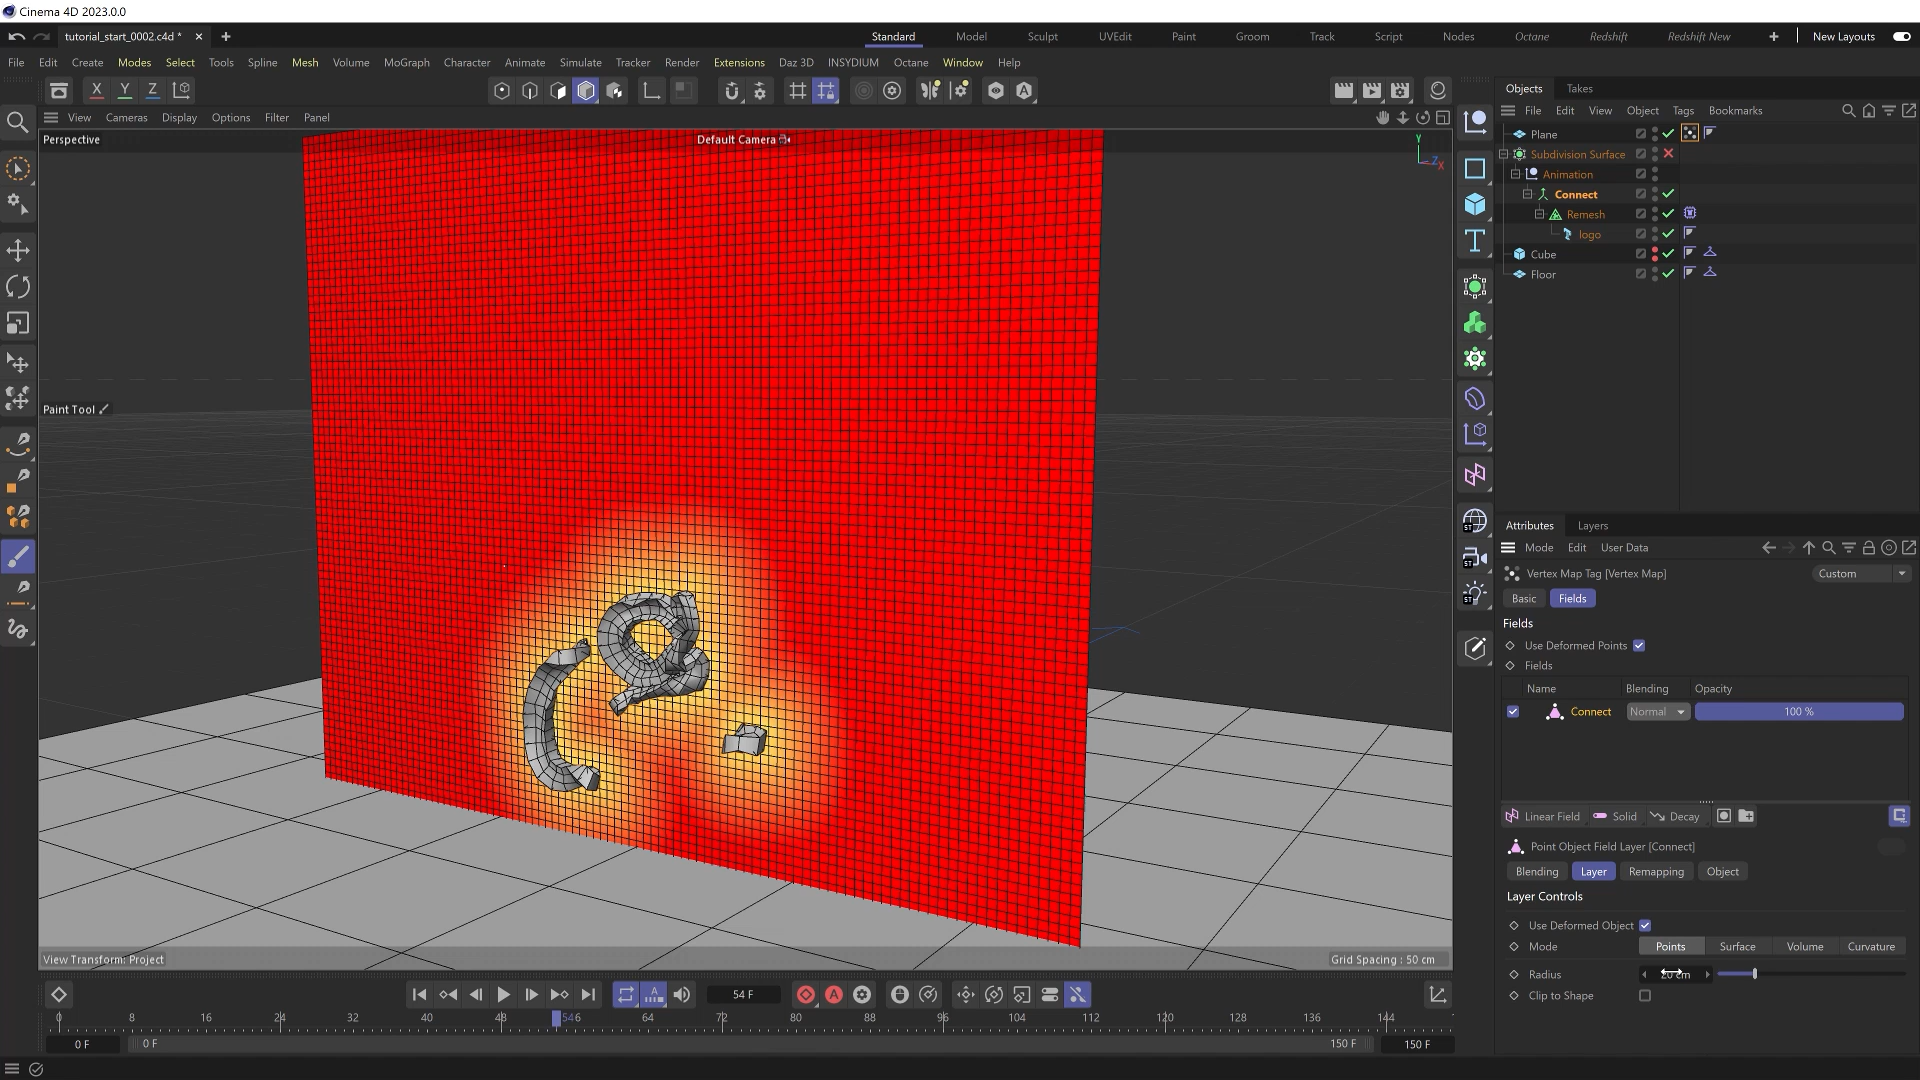 Cinema 4D 2023.0.0
tutorial_start_0002.c4d *
Standard Model Sculpt UVEdit Paint Groom Track Script Nodes Octane Redshift Redshift New New Layouts
File Edit Create Modes Select Tools Spline Mesh Volume MoGraph Character Animate Simulate Tracker Render Extensions Daz 3D INSYDIUM Octane Window Help
X Y Z
Objects Takes
File Edit View Object Tags Bookmarks
View Cameras Display Options Filter Panel
Perspective
Default Camera
Y
Z
X
Plane
Subdivision Surface
Animation
Connect
Remesh
logo
Cube
Floor
Paint Tool
Attributes Layers
Mode Edit User Data
Vertex Map Tag [Vertex Map]
Custom
Basic Fields
Fields
Use Deformed Points
Fields
Name Blending Opacity
Connect Normal 100 %
Linear Field Solid Decay
Point Object Field Layer [Connect]
Blending Layer Remapping Object
Layer Controls
Use Deformed Object
Mode Points Surface Volume Curvature
Radius 20 cm
Clip to Shape
ST
ST
ST
View Transform: Project
Grid Spacing : 50 cm
54 F
0 8 16 24 32 40 48 54 6 64 72 80 88 96 104 112 120 128 136 144
0 F 0 F 150 F 150 F